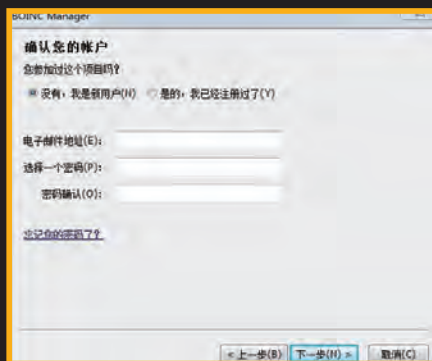 BOINC Manager
确认您的帐户
您参加过这个项目吗?
没有，我是新用户(N) 是的，我已经注册过了(Y)
电子邮件地址(E):
选择一个密码(P):
密码确认(O):
忘记你的密码了?
< 上一步(B) 下一步(N) > 取消(C)